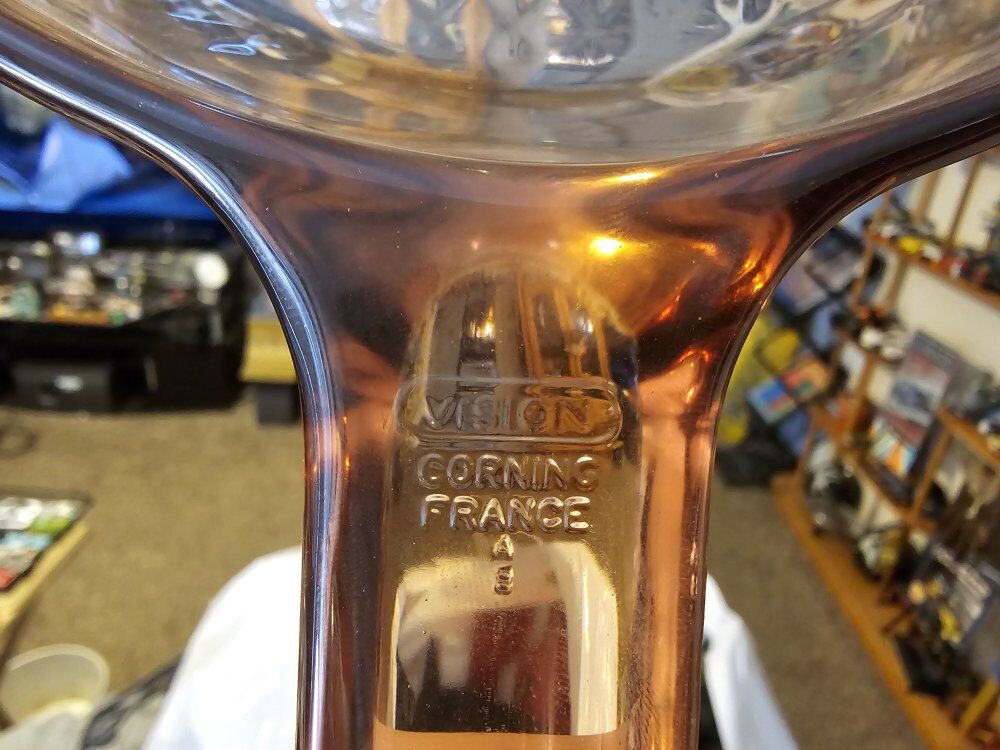 VISION
CORNING
FRANCE
A
8